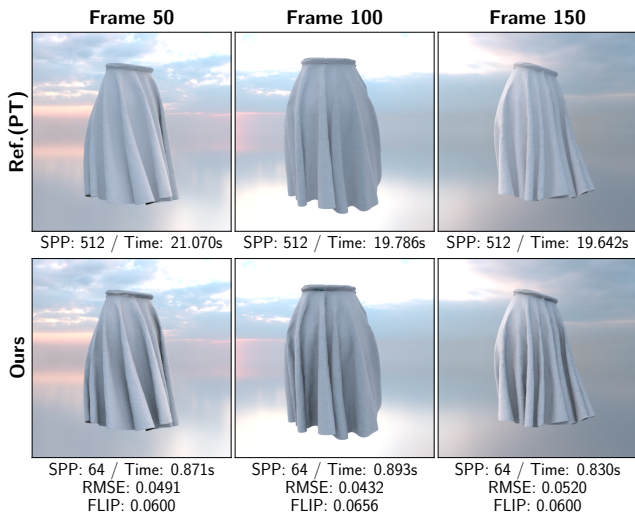 Frame 50
Frame 100
Frame 150
Ref.(PT)
SPP: 512 / Time: 21.070s
SPP: 512 / Time: 19.786s
SPP: 512 / Time: 19.642s
Ours
SPP: 64 / Time: 0.871s
RMSE: 0.0491
FLIP: 0.0600
SPP: 64 / Time: 0.893s
RMSE: 0.0432
FLIP: 0.0656
SPP: 64 / Time: 0.830s
RMSE: 0.0520
FLIP: 0.0600